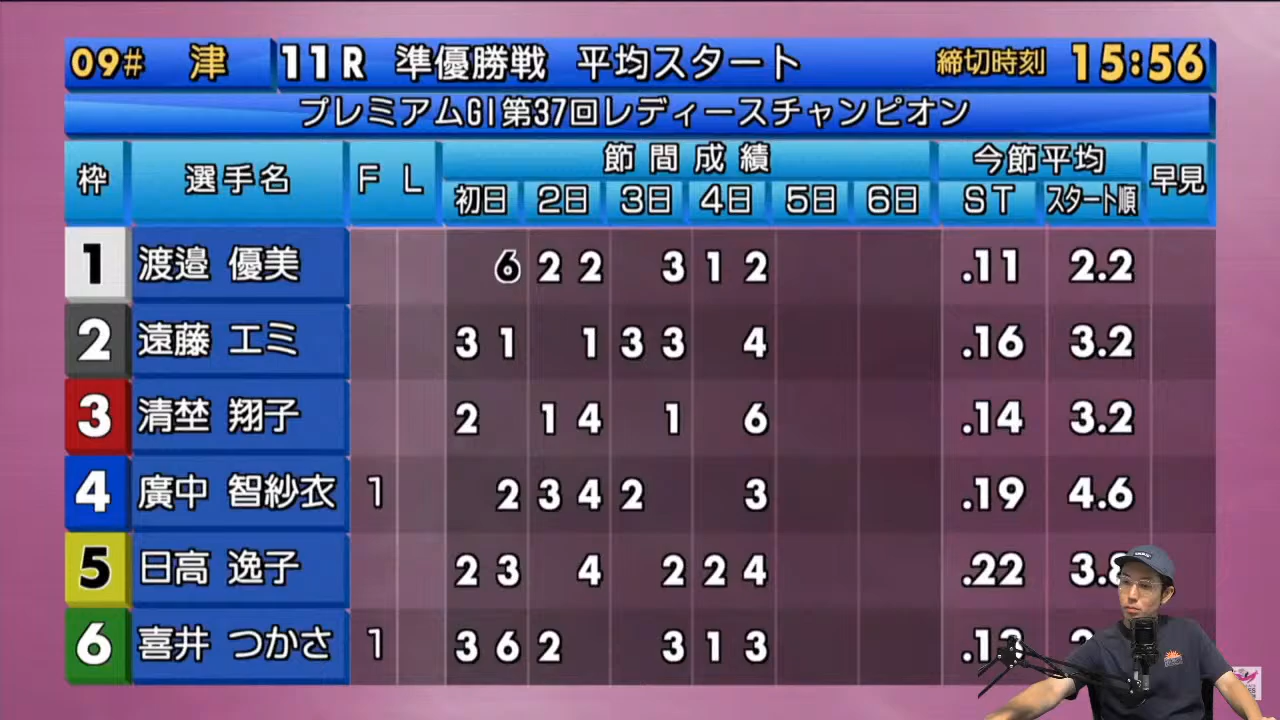 09# 津 11R 準優勝戦 平均スタート 締切時刻 15:56
プレミアムGⅠ第37回レディースチャンピオン
枠 選手名 F L 節間成績 今節平均 早見
初日 2日 3日 4日 5日 6日 ST スタート順
1 渡邉 優美 6 2 2 3 1 2 .11 2.2
2 遠藤 エミ 3 1 1 3 3 4 .16 3.2
3 清埜 翔子 2 1 4 1 6 .14 3.2
4 廣中 智紗衣 1 2 3 4 2 3 .19 4.6
5 日高 逸子 2 3 4 2 2 4 .22 3.8
6 喜井 つかさ 1 3 6 2 3 1 3